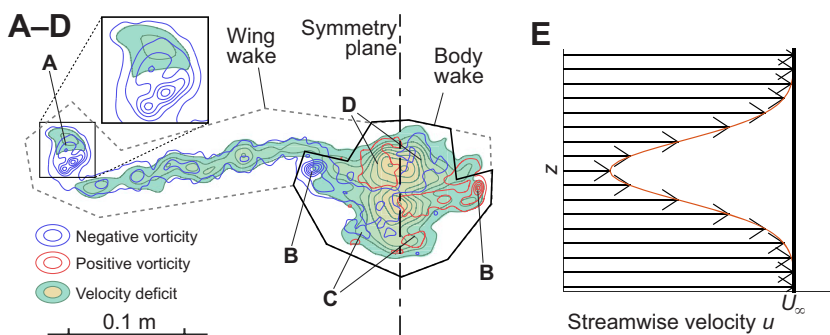 A–D
Symmetry
plane
E
Wing
wake
Body
wake
A
D
B
B
C
Negative vorticity
Positive vorticity
Velocity deficit
0.1 m
z
U∞
Streamwise velocity u